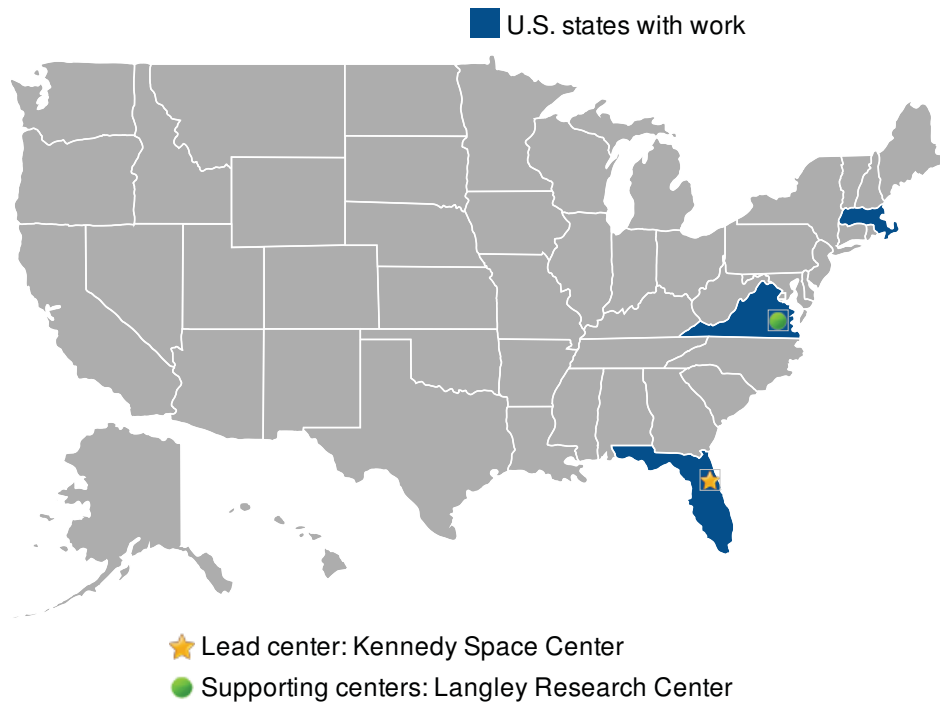 U.S. states with work
Lead center: Kennedy Space Center
Supporting centers: Langley Research Center